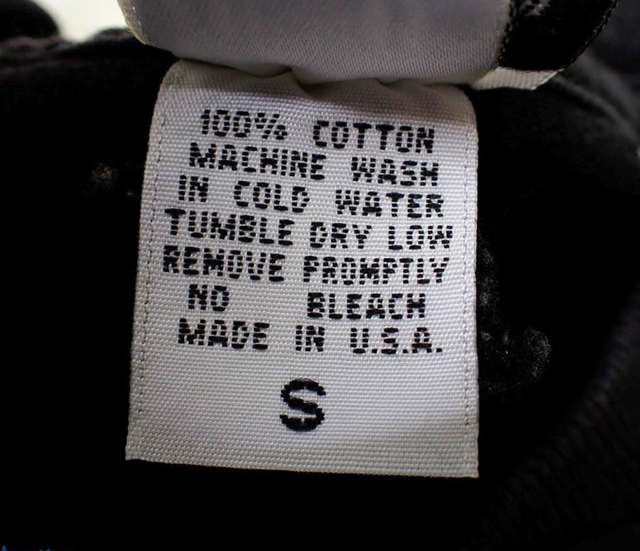 100% COTTON
MACHINE WASH
IN COLD WATER
TUMBLE DRY LOW
REMOVE PROMPTLY
NO BLEACH
MADE IN U.S.A.
S